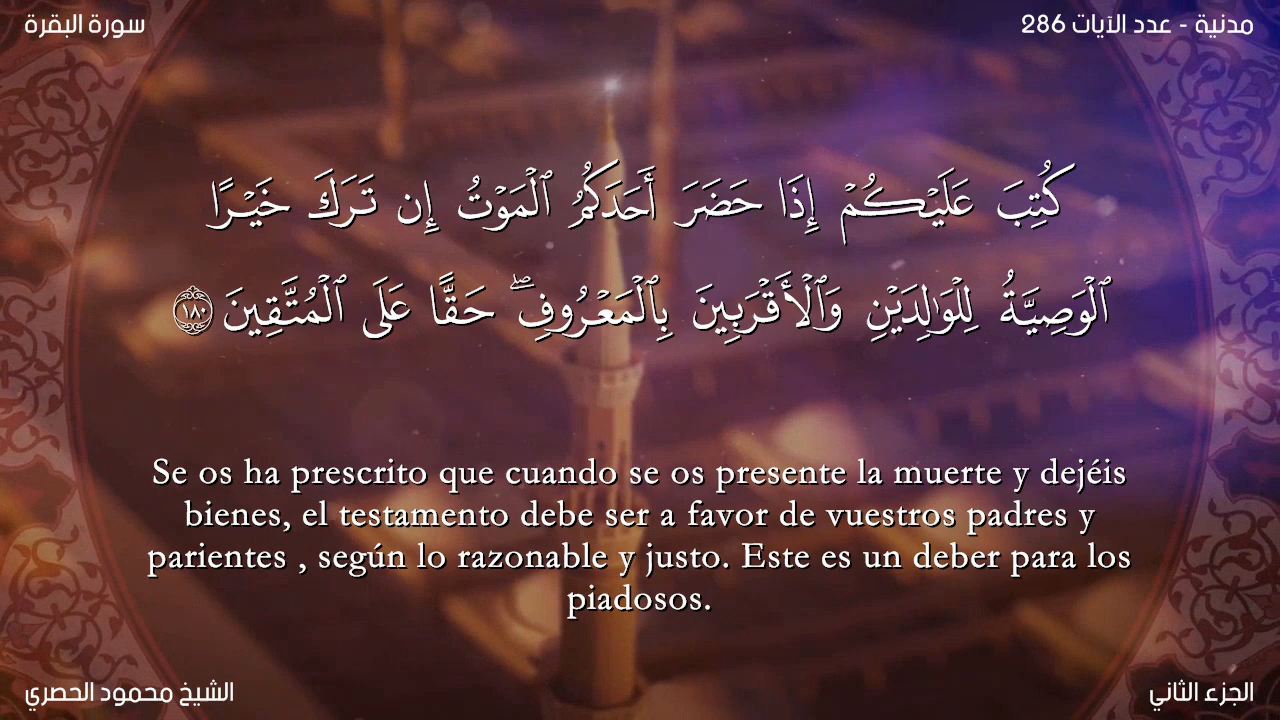 سورة البقرة
مدنية - عدد الآيات 286
كُتِبَ عَلَيْكُمْ إِذَا حَضَرَ أَحَدَكُمُ ٱلْمَوْتُ إِن تَرَكَ خَيْرًا
ٱلْوَصِيَّةُ لِلْوَٰلِدَيْنِ وَٱلْأَقْرَبِينَ بِٱلْمَعْرُوفِ ۖ حَقًّا عَلَى ٱلْمُتَّقِينَ ١٨٠
Se os ha prescrito que cuando se os presente la muerte y dejéis
bienes, el testamento debe ser a favor de vuestros padres y
parientes , según lo razonable y justo. Este es un deber para los
piadosos.
الشيخ محمود الحصري
الجزء الثاني